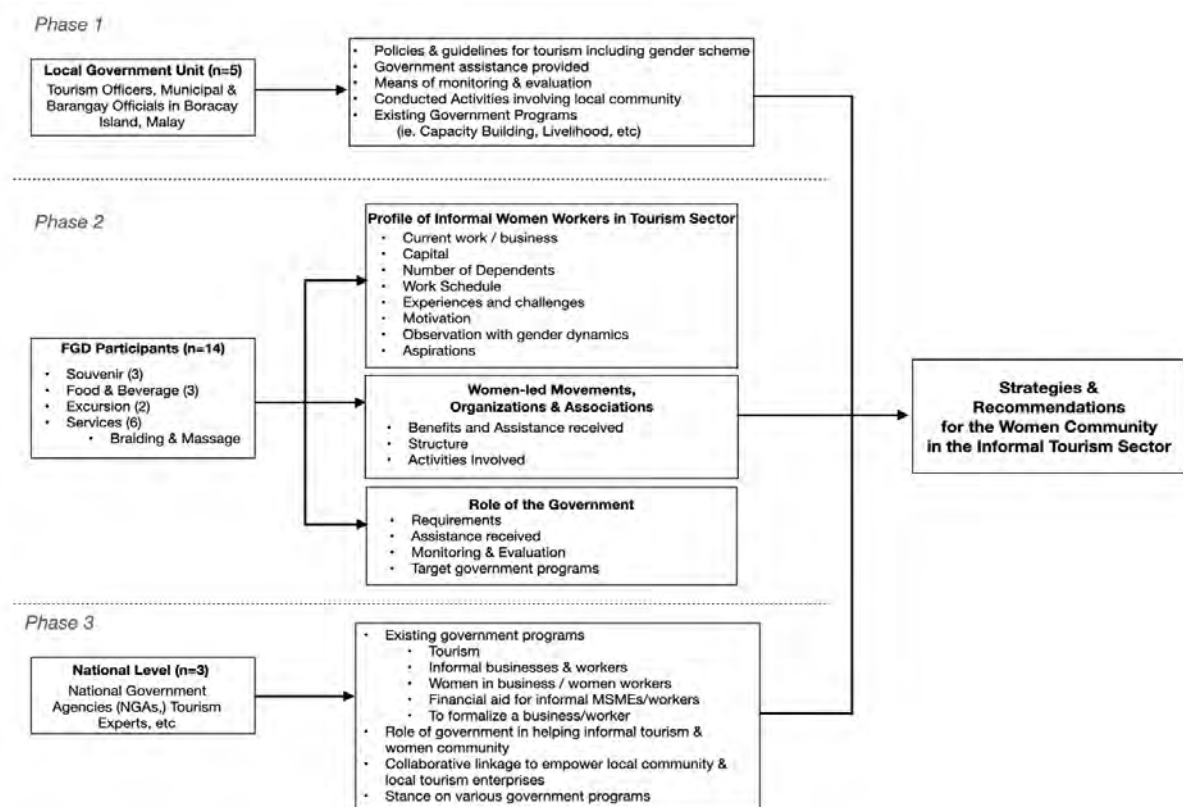 Phase 1
Local Government Unit (n=5)
Tourism Officers, Municipal &
Barangay Officials in Boracay
Island, Malay
• Policies & guidelines for tourism including gender scheme
• Government assistance provided
• Means of monitoring & evaluation
• Conducted Activities involving local community
• Existing Government Programs
(ie. Capacity Building, Livelihood, etc)
Phase 2
FGD Participants (n=14)
• Souvenir (3)
• Food & Beverage (3)
• Excursion (2)
• Services (6)
• Braiding & Massage
Profile of Informal Women Workers in Tourism Sector
• Current work / business
• Capital
• Number of Dependents
• Work Schedule
• Experiences and challenges
• Motivation
• Observation with gender dynamics
• Aspirations
Women-led Movements,
Organizations & Associations
• Benefits and Assistance received
• Structure
• Activities Involved
Role of the Government
• Requirements
• Assistance received
• Monitoring & Evaluation
• Target government programs
Strategies &
Recommendations
for the Women Community
in the Informal Tourism Sector
Phase 3
National Level (n=3)
National Government
Agencies (NGAs,) Tourism
Experts, etc
• Existing government programs
• Tourism
• Informal businesses & workers
• Women in business / women workers
• Financial aid for informal MSMEs/workers
• To formalize a business/worker
• Role of government in helping informal tourism &
women community
• Collaborative linkage to empower local community &
local tourism enterprises
• Stance on various government programs